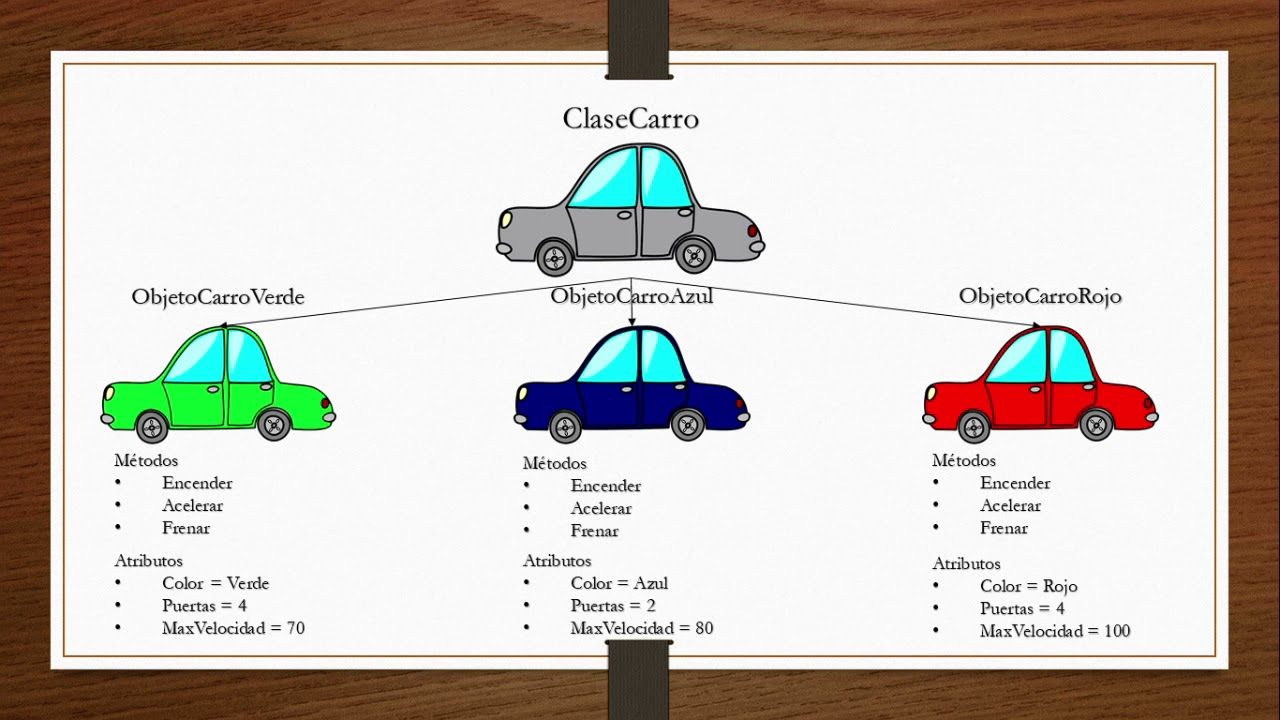 ClaseCarro
ObjetoCarroVerde
ObjetoCarroAzul
ObjetoCarroRojo
Métodos
• Encender
• Acelerar
• Frenar
Atributos
• Color = Verde
• Puertas = 4
• MaxVelocidad = 70
Métodos
• Encender
• Acelerar
• Frenar
Atributos
• Color = Azul
• Puertas = 2
• MaxVelocidad = 80
Métodos
• Encender
• Acelerar
• Frenar
Atributos
• Color = Rojo
• Puertas = 4
• MaxVelocidad = 100